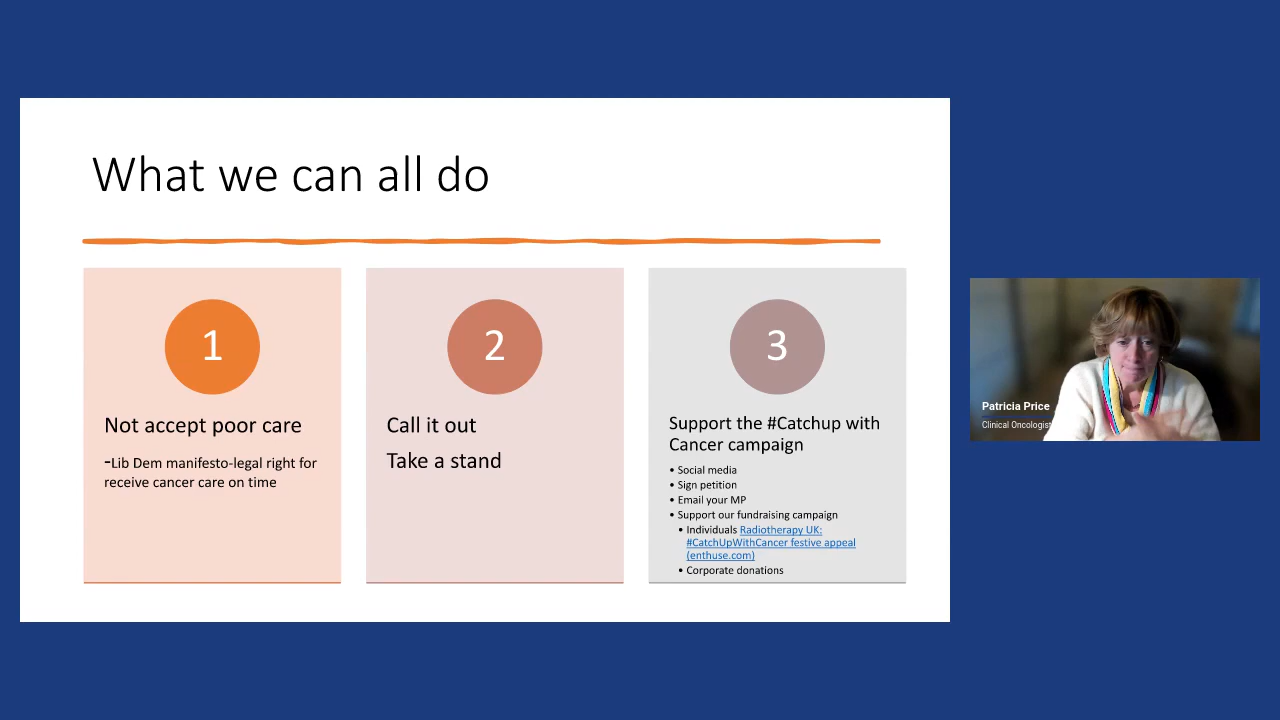 What we can all do
1
Not accept poor care
-Lib Dem manifesto-legal right for
receive cancer care on time
2
Call it out
Take a stand
3
Support the #Catchup with
Cancer campaign
• Social media
• Sign petition
• Email your MP
• Support our fundraising campaign
• Individuals Radiotherapy UK:
#CatchUpWithCancer festive appeal
(enthuse.com)
• Corporate donations
Patricia Price
Clinical Oncologist